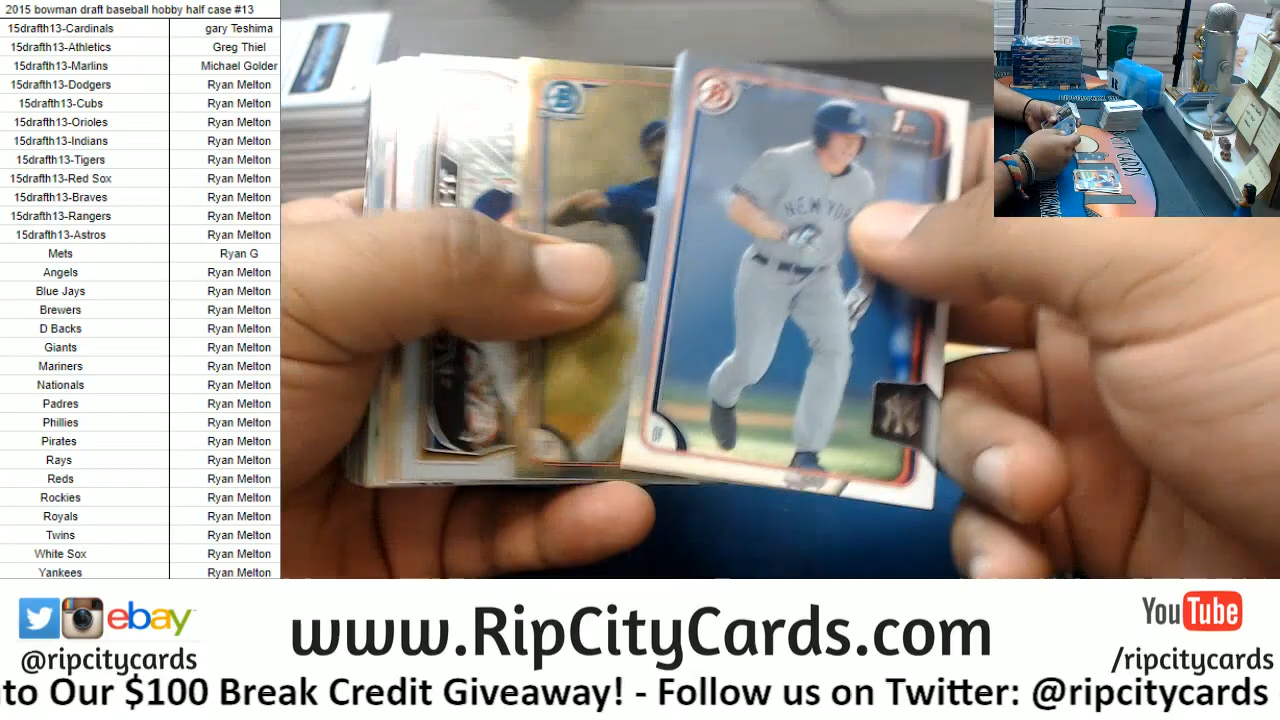 2015 bowman draft baseball hobby half case #13
15drafth13-Cardinals gary Teshima
15drafth13-Athletics Greg Thiel
15drafth13-Marlins Michael Golder
15drafth13-Dodgers Ryan Melton
15drafth13-Cubs Ryan Melton
15drafth13-Orioles Ryan Melton
15drafth13-Indians Ryan Melton
15drafth13-Tigers Ryan Melton
15drafth13-Red Sox Ryan Melton
15drafth13-Braves Ryan Melton
15drafth13-Rangers Ryan Melton
15drafth13-Astros Ryan Melton
Mets Ryan G
Angels Ryan Melton
Blue Jays Ryan Melton
Brewers Ryan Melton
D Backs Ryan Melton
Giants Ryan Melton
Mariners Ryan Melton
Nationals Ryan Melton
Padres Ryan Melton
Phillies Ryan Melton
Pirates Ryan Melton
Rays Ryan Melton
Reds Ryan Melton
Rockies Ryan Melton
Royals Ryan Melton
Twins Ryan Melton
White Sox Ryan Melton
Yankees Ryan Melton
B
1st
NEW YORK
OF
NY
ebay
@ripcitycards
www.RipCityCards.com
YouTube
/ripcitycards
to Our $100 Break Credit Giveaway! - Follow us on Twitter: @ripcitycards